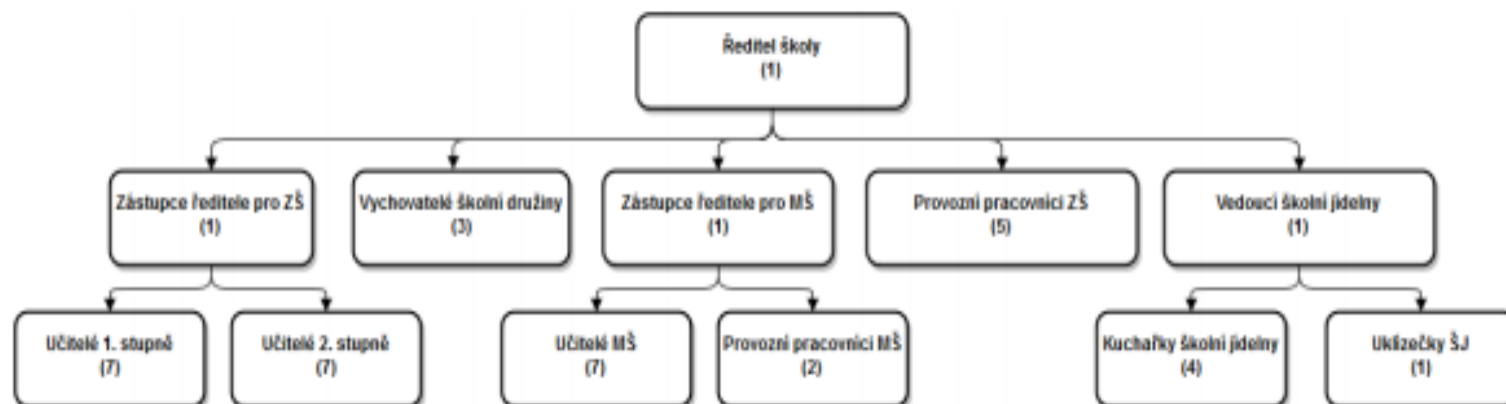 Ředitel školy
(1)
Zástupce ředitele pro ZŠ
(1)
Vychovatelé školní družiny
(3)
Zástupce ředitele pro MŠ
(1)
Provozní pracovníci ZŠ
(5)
Vedoucí školní jídelny
(1)
Učitelé 1. stupně
(7)
Učitelé 2. stupně
(7)
Učitelé MŠ
(7)
Provozní pracovníci MŠ
(2)
Kuchařky školní jídelny
(4)
Uklízečky ŠJ
(1)